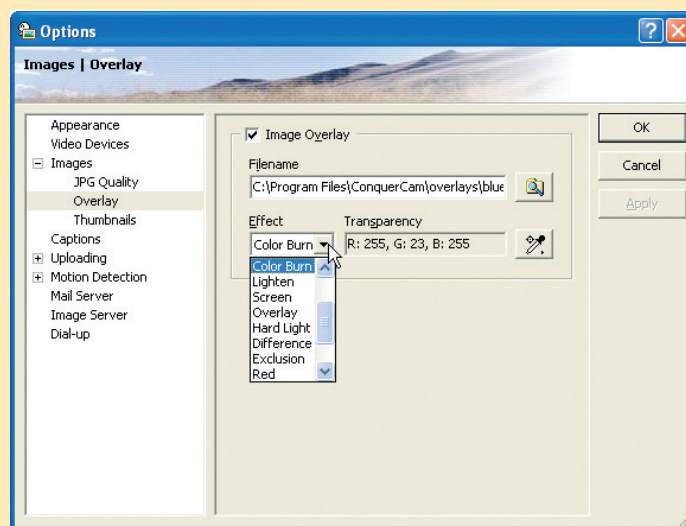 Options
Images | Overlay
Appearance
Video Devices
Images
JPG Quality
Overlay
Thumbnails
Captions
Uploading
Motion Detection
Mail Server
Image Server
Dial-up
Image Overlay
Filename
C:\Program Files\ConquerCam\overlays\blue
Effect
Transparency
Color Burn
R: 255, G: 23, B: 255
Color Burn
Lighten
Screen
Overlay
Hard Light
Difference
Exclusion
Red
OK
Cancel
Apply